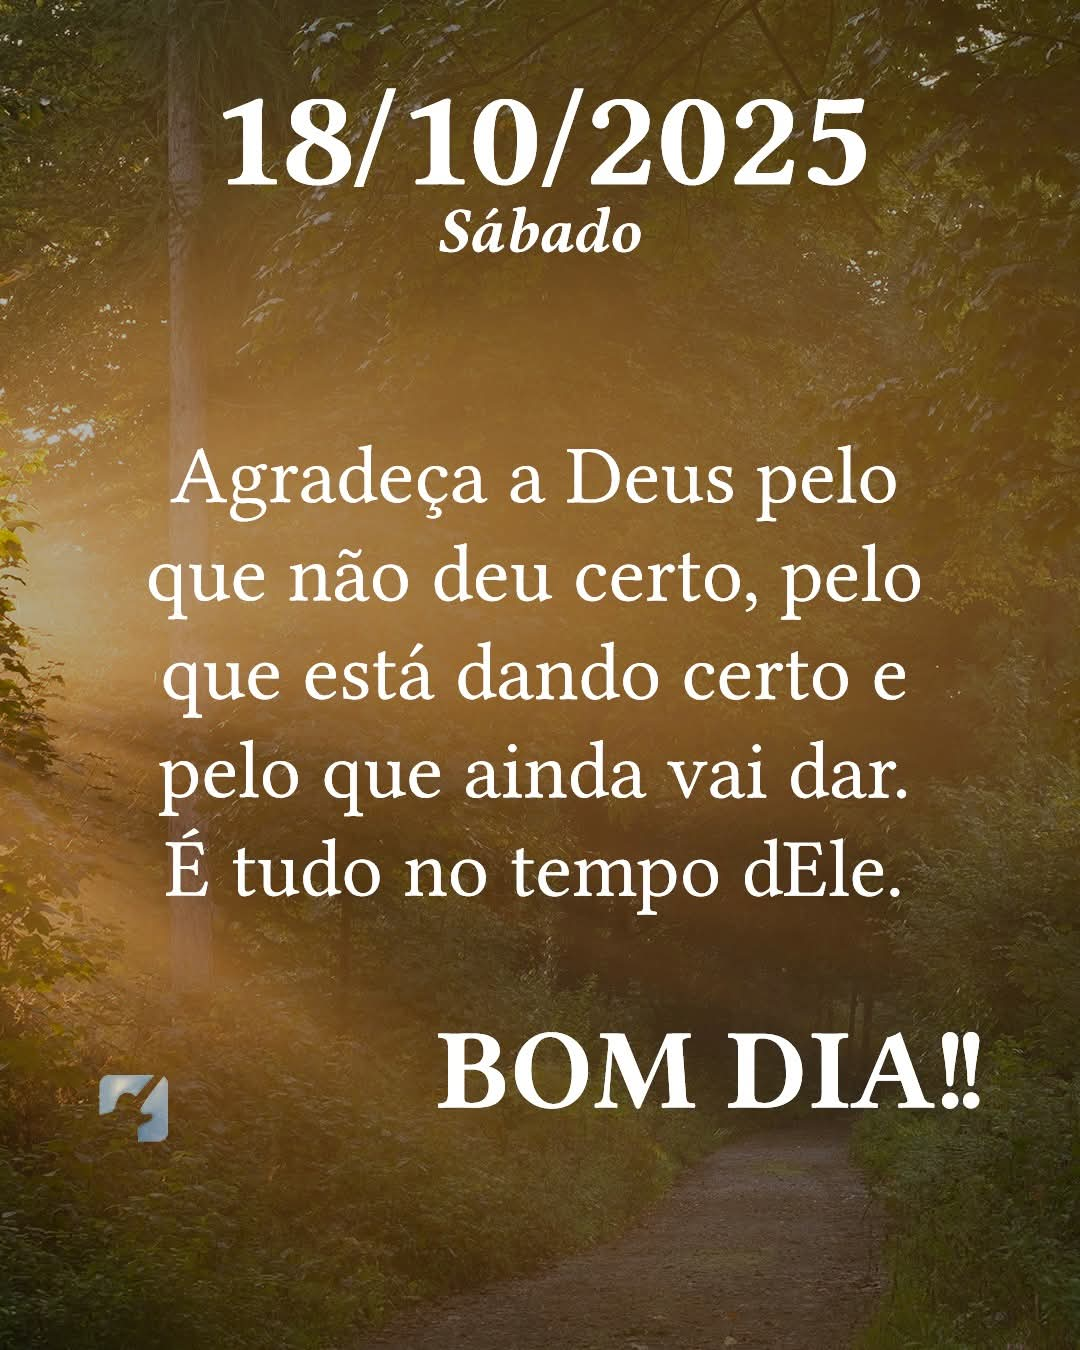 18/10/2025
Sábado
Agradeça a Deus pelo
que não deu certo, pelo
que está dando certo e
pelo que ainda vai dar.
É tudo no tempo dEle.
BOM DIA!!